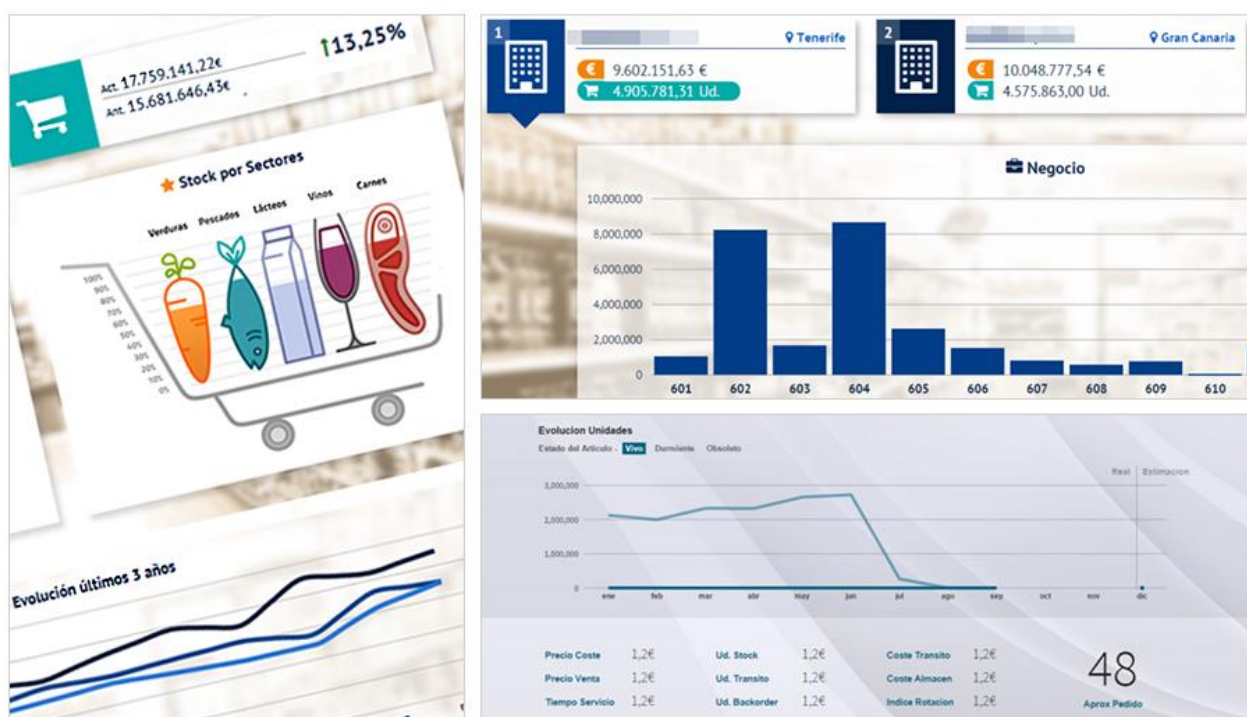 Act. 17.759.141,22€
Ant. 15.681.646,43€
13,25%
Stock por Sectores
Verduras Pescados Lácteos Vinos Carnes
100%
90%
80%
70%
60%
50%
40%
30%
20%
10%
0%
Evolución últimos 3 años
1
Tenerife
€ 9.602.151,63 €
4.905.781,31 Ud.
2
Gran Canaria
€ 10.048.777,54 €
4.575.863,00 Ud.
Negocio
10,000,000
8,000,000
6,000,000
4,000,000
2,000,000
0
601 602 603 604 605 606 607 608 609 610
Evolucion Unidades
Estado del Articulo - Vivo Durmiente Obsoleto
Real Estimacion
3,000,000
2,000,000
1,000,000
0
ene feb mar abr may jun jul ago sep oct nov dic
Precio Coste 1,2€ Ud. Stock 1,2€ Coste Transito 1,2€
Precio Venta 1,2€ Ud. Transito 1,2€ Coste Almacen 1,2€
Tiempo Servicio 1,2€ Ud. Backorder 1,2€ Indice Rotacion 1,2€
48
Aprox Pedido